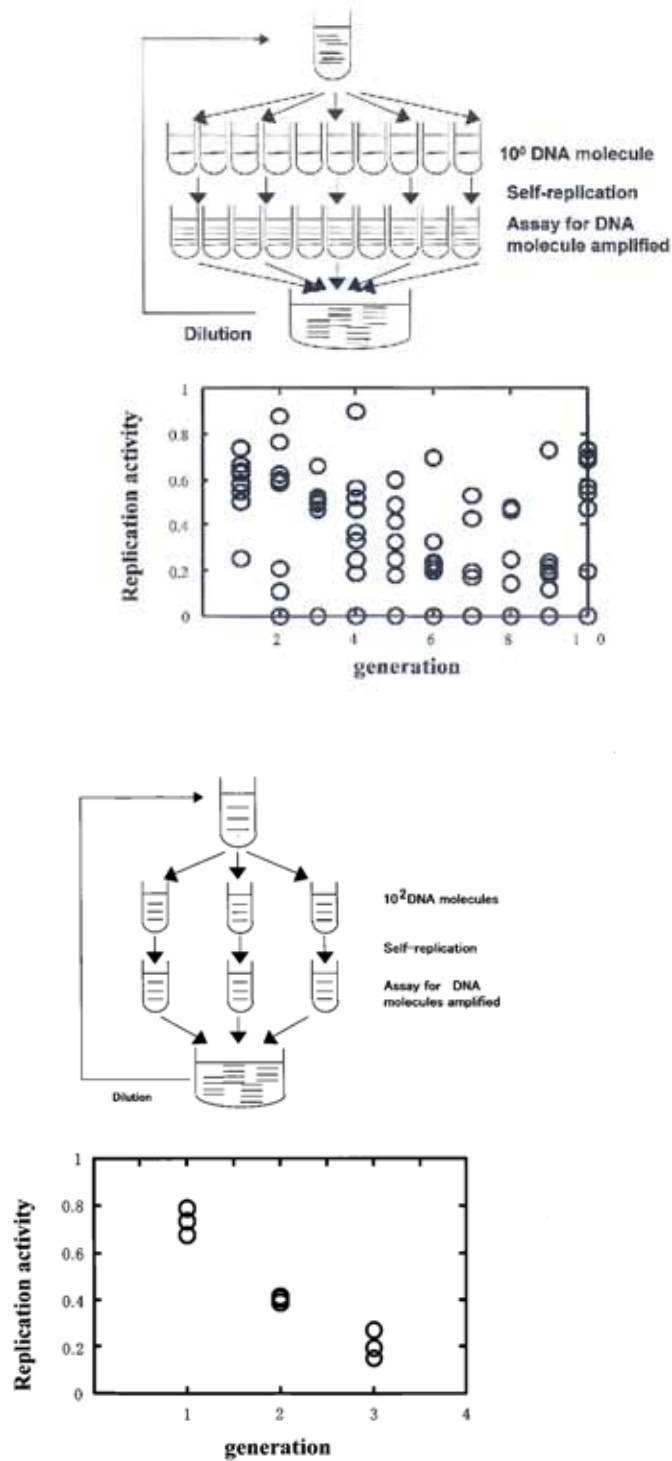 10⁰ DNA molecule
Self-replication
Assay for DNA
molecule amplified
Dilution
Replication activity
1
0.8
0.6
0.4
0.2
0
2 4 6 8 1 0
generation
10²DNA molecules
Self-replication
Assay for DNA
molecules amplified
Dilution
Replication activity
1
0.8
0.6
0.4
0.2
0
1 2 3 4
generation